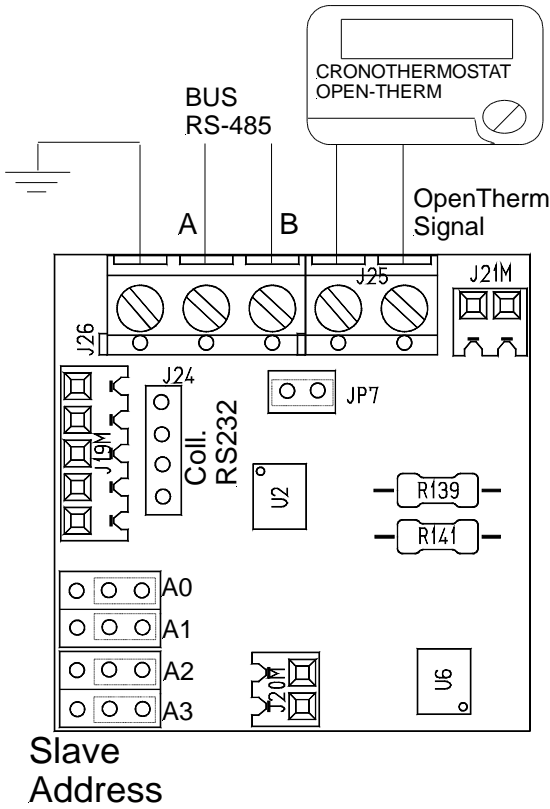 CRONOTHERMOSTAT
OPEN-THERM
BUS
RS-485
A
B
OpenTherm
Signal
J25
J21M
J26
J24
JP7
J19M
Coll.
RS232
U2
R139
R141
A0
A1
A2
A3
J20M
U6
Slave
Address